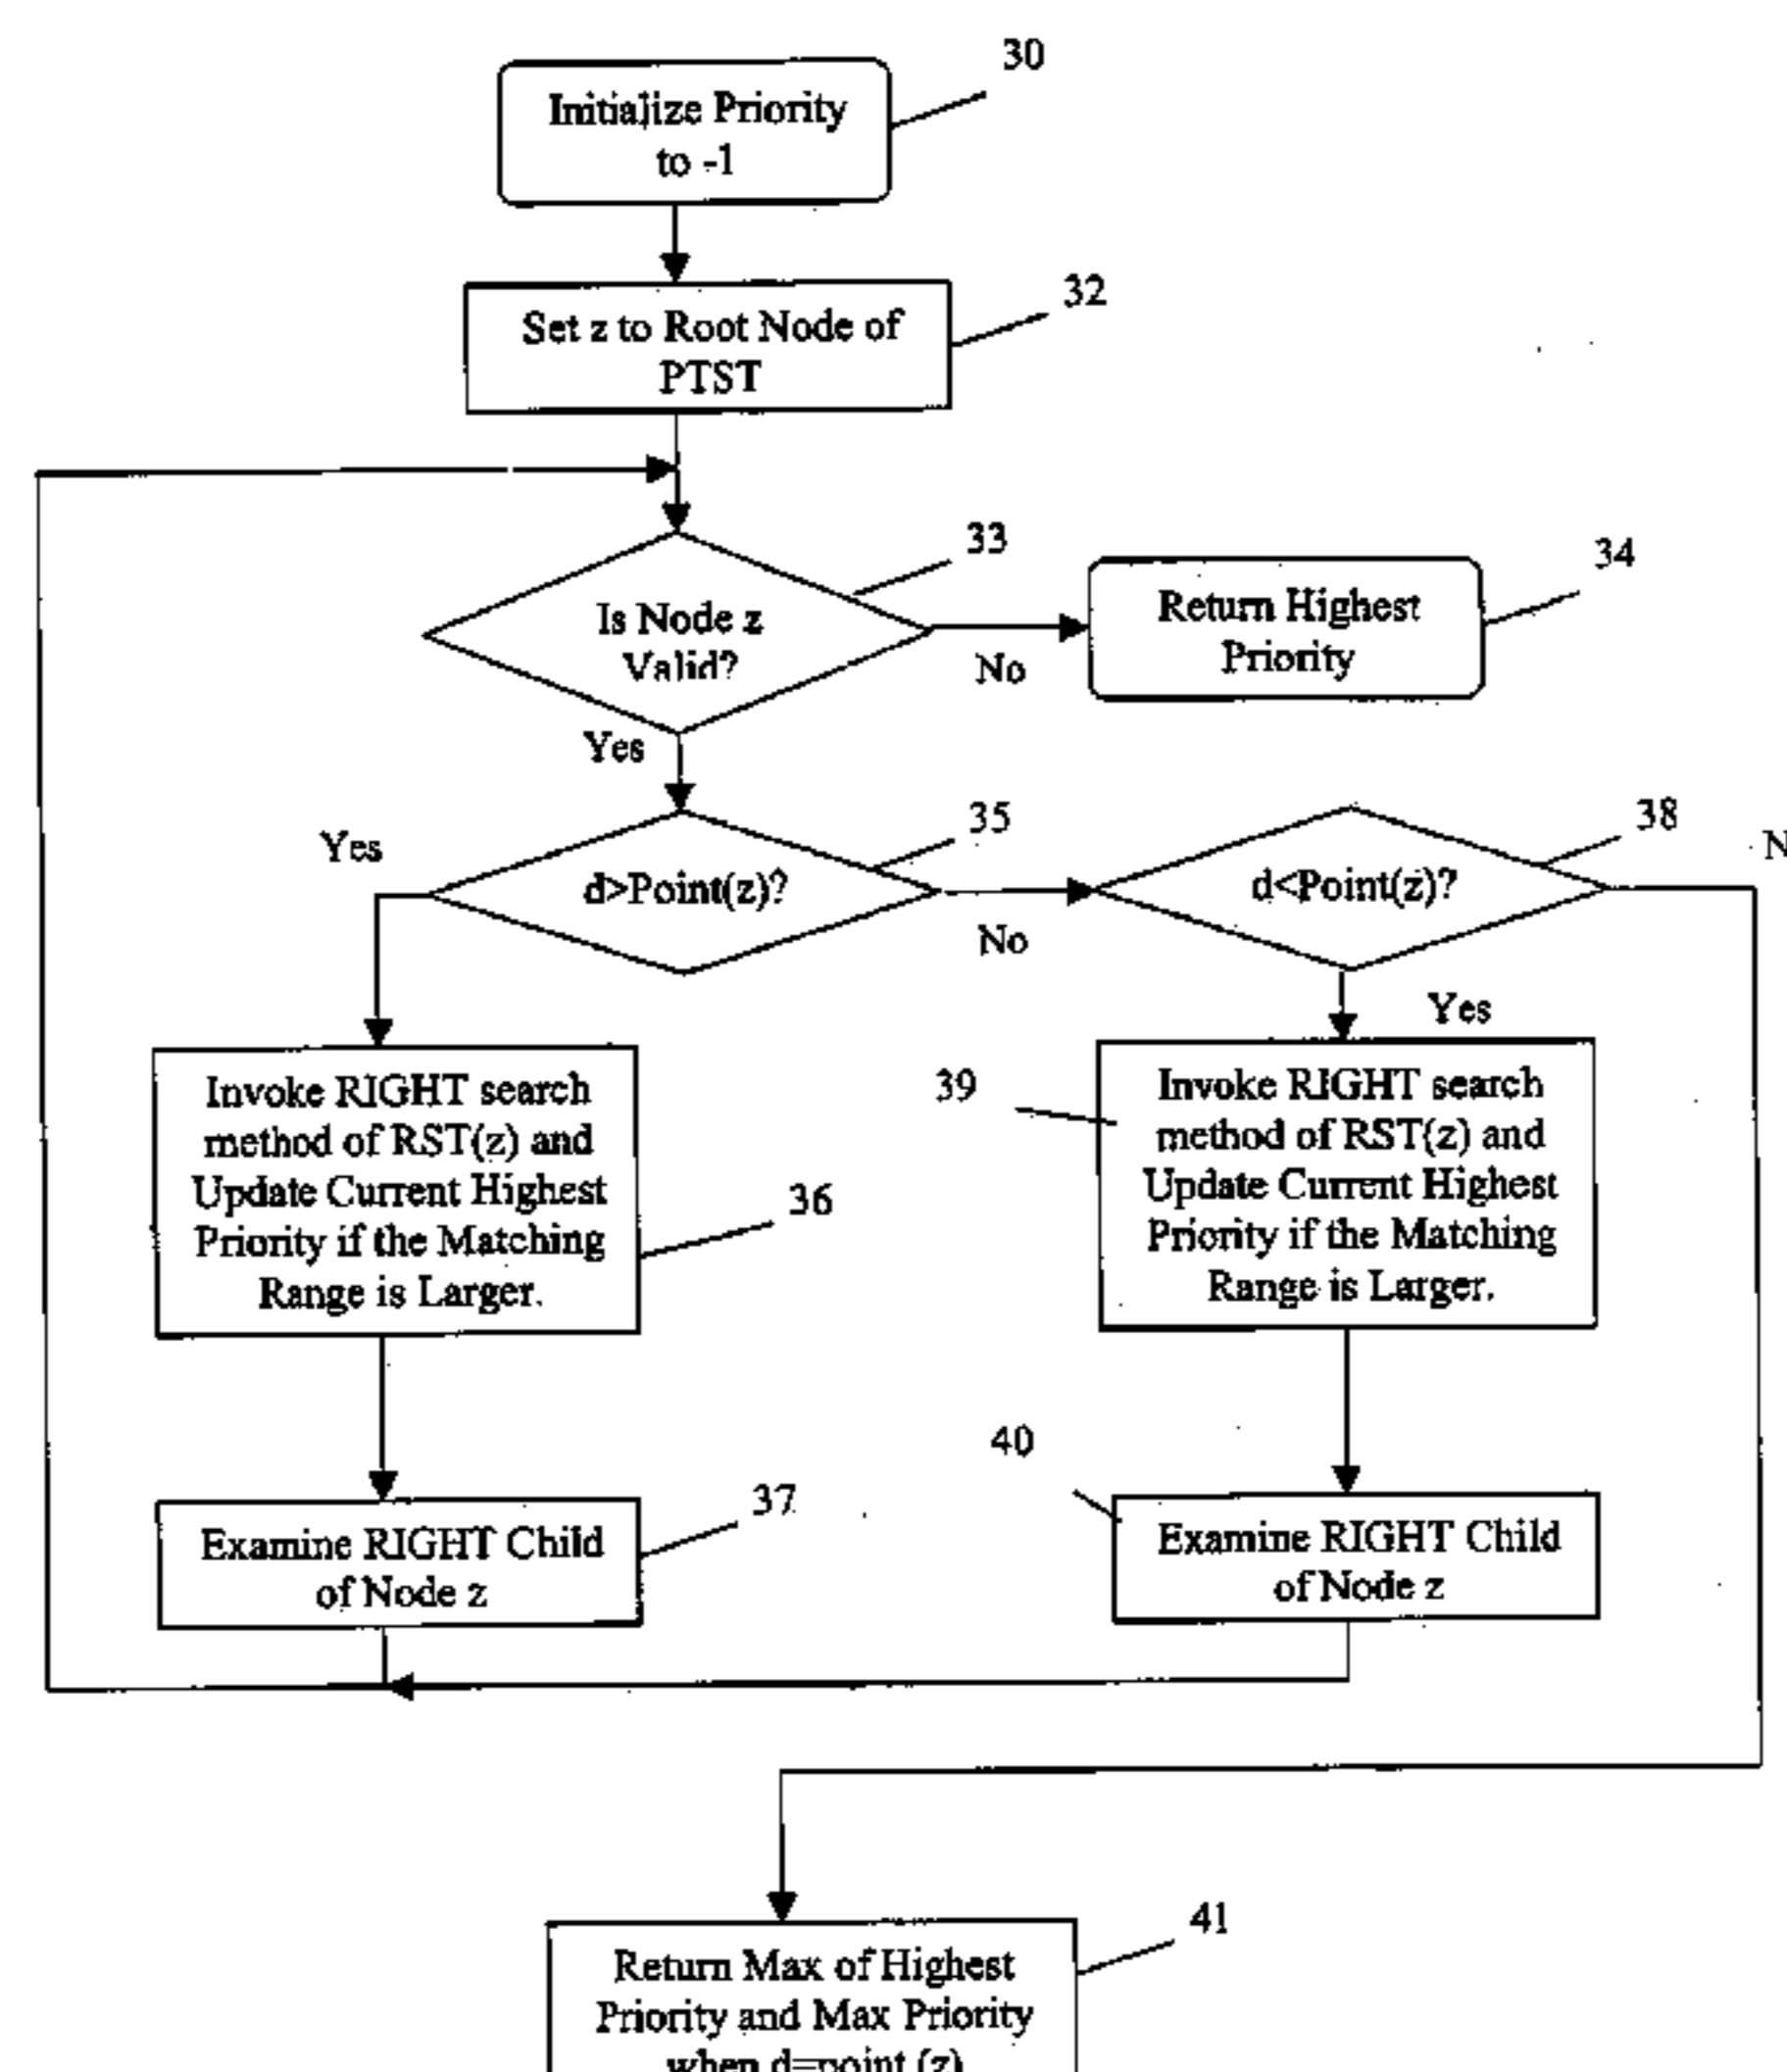 30
Initialize Priority
to -1
32
Set z to Root Node of
PTST
33
Is Node z
Valid?
No
34
Return Highest
Priority
Yes
35
d>Point(z)?
Yes
No
38
d<Point(z)?
N
Yes
Invoke RIGHT search
method of RST(z) and
Update Current Highest
Priority if the Matching
Range is Larger.
36
39
Invoke RIGHT search
method of RST(z) and
Update Current Highest
Priority if the Matching
Range is Larger.
37
Examine RIGHT Child
of Node z
40
Examine RIGHT Child
of Node z
41
Return Max of Highest
Priority and Max Priority
when d=point (z)